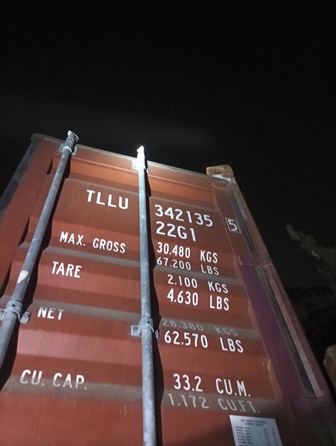 TLLU 342135 5
22G1
MAX. GROSS 30.480 KGS
67.200 LBS
TARE 2.100 KGS
4.630 LBS
NET 28.380 KGS
62.570 LBS
CU. CAP. 33.2 CU.M.
1.172 CU.FT.